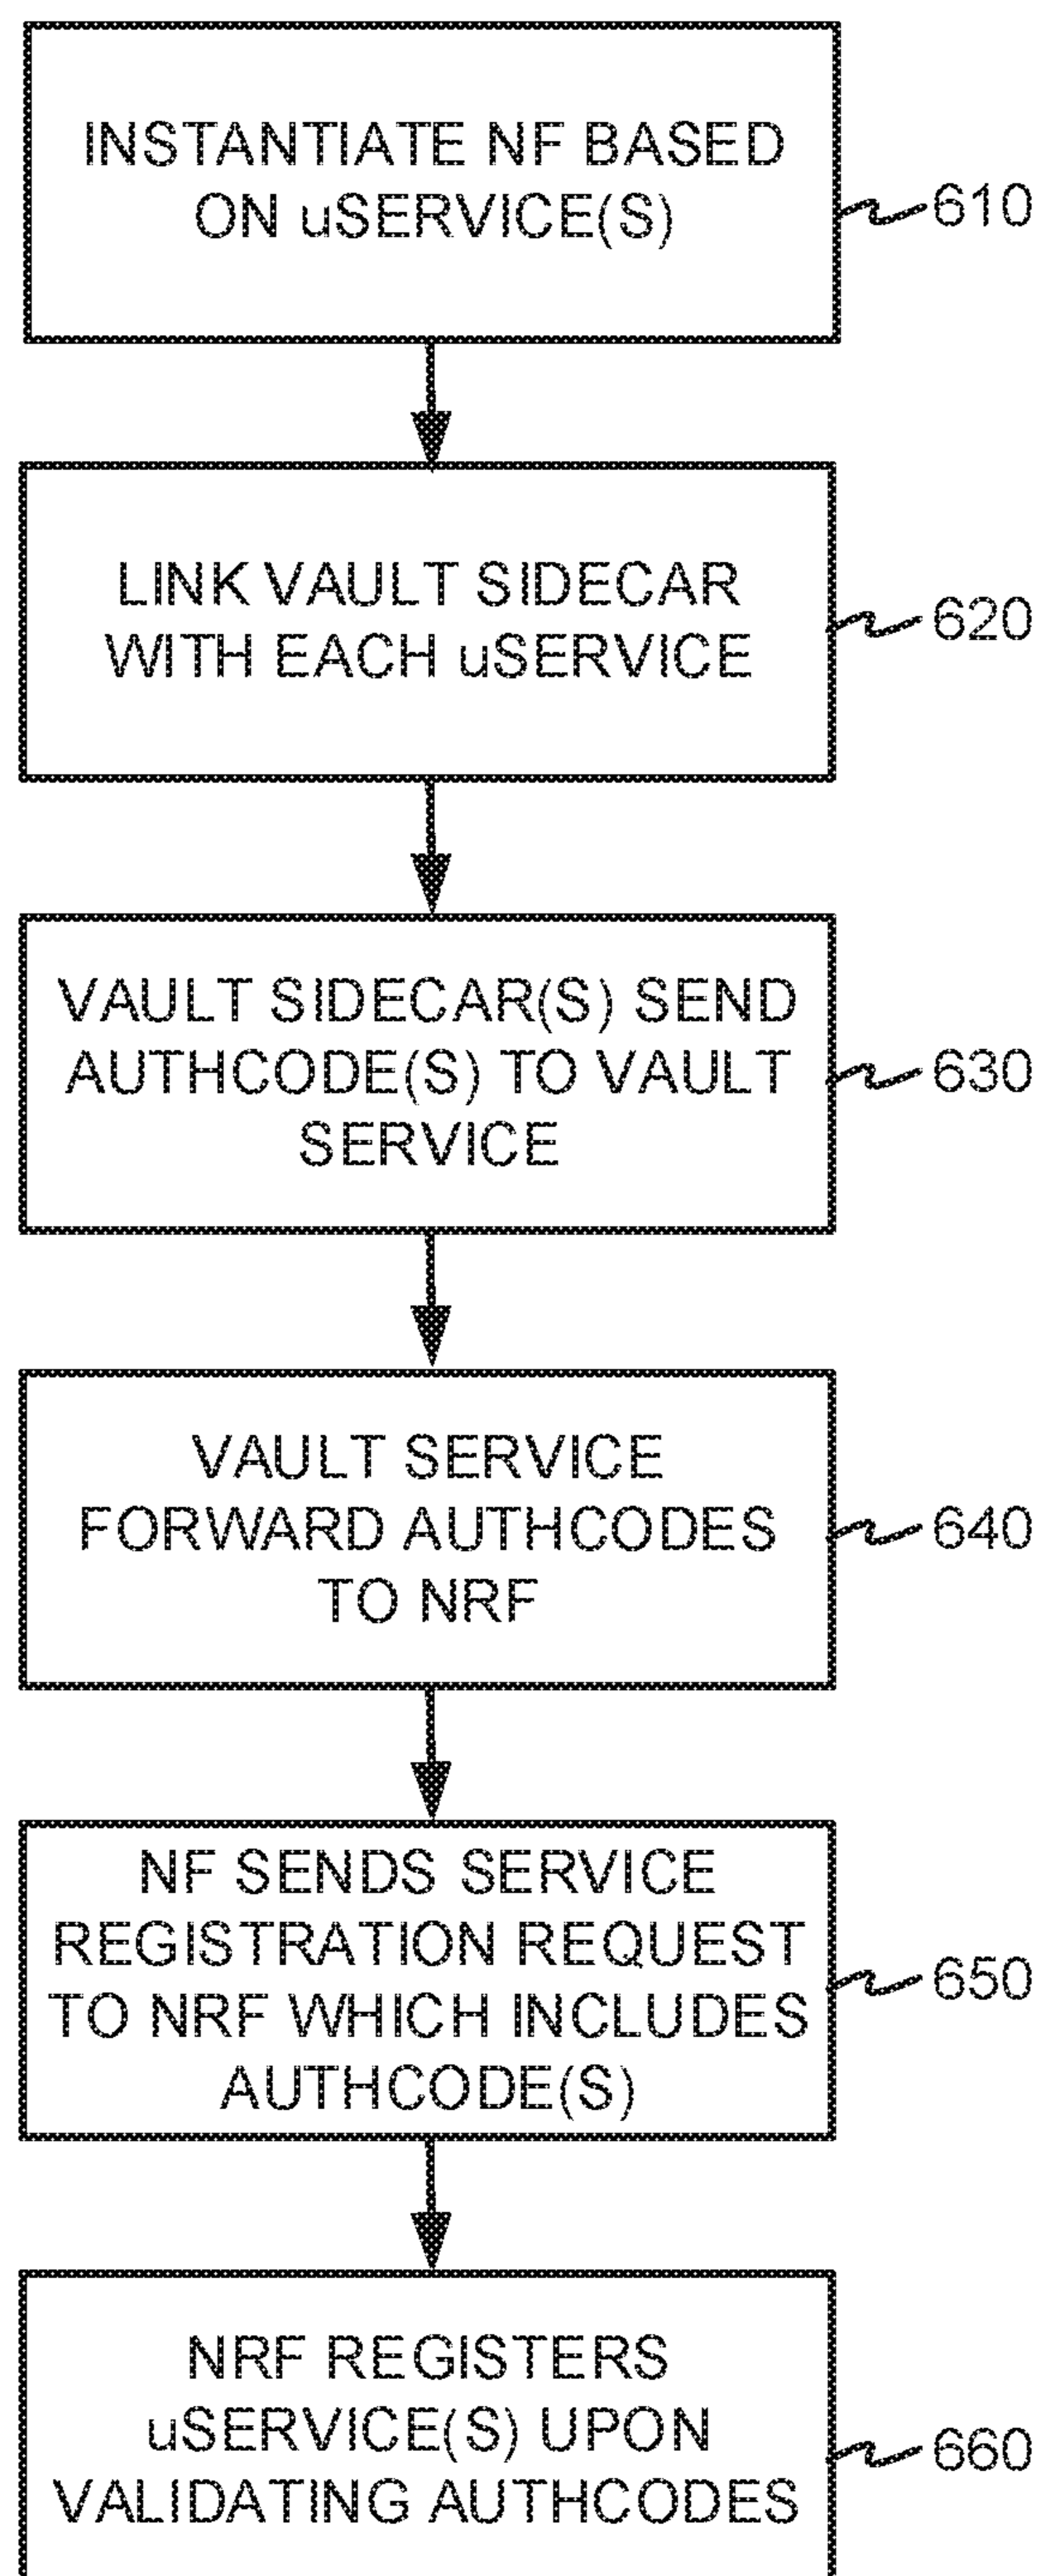 INSTANTIATE NF BASED
ON uSERVICE(S)
610
LINK VAULT SIDECAR
WITH EACH uSERVICE
620
VAULT SIDECAR(S) SEND
AUTHCODE(S) TO VAULT
SERVICE
630
VAULT SERVICE
FORWARD AUTHCODES
TO NRF
640
NF SENDS SERVICE
REGISTRATION REQUEST
TO NRF WHICH INCLUDES
AUTHCODE(S)
650
NRF REGISTERS
uSERVICE(S) UPON
VALIDATING AUTHCODES
660